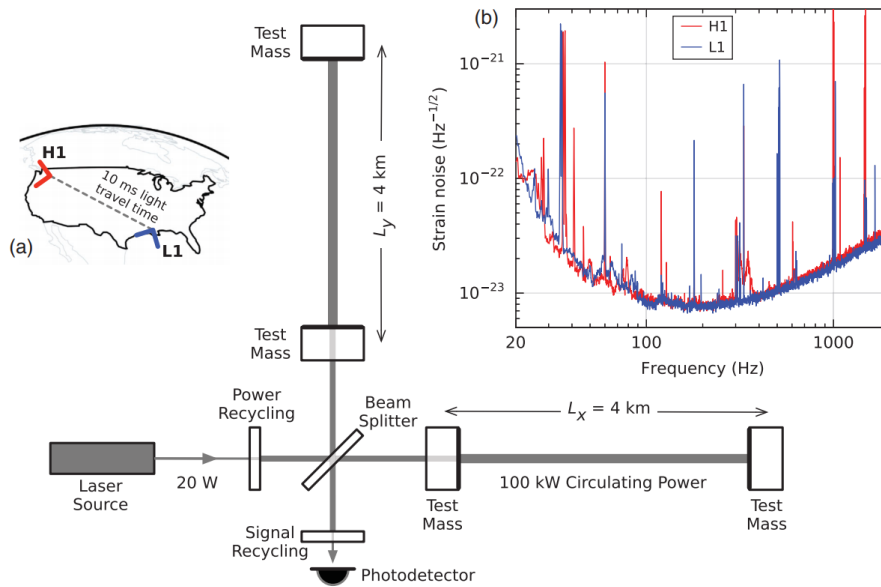 Test
Mass
(b)
H1
L1
10⁻²¹
10⁻²²
10⁻²³
Strain noise (Hz⁻¹/²)
20
100
1000
Frequency (Hz)
H1
10 ms light
travel time
L1
(a)
Ly = 4 km
Test
Mass
Power
Recycling
Beam
Splitter
Lx = 4 km
Laser
Source
20 W
Test
Mass
100 kW Circulating Power
Test
Mass
Signal
Recycling
Photodetector